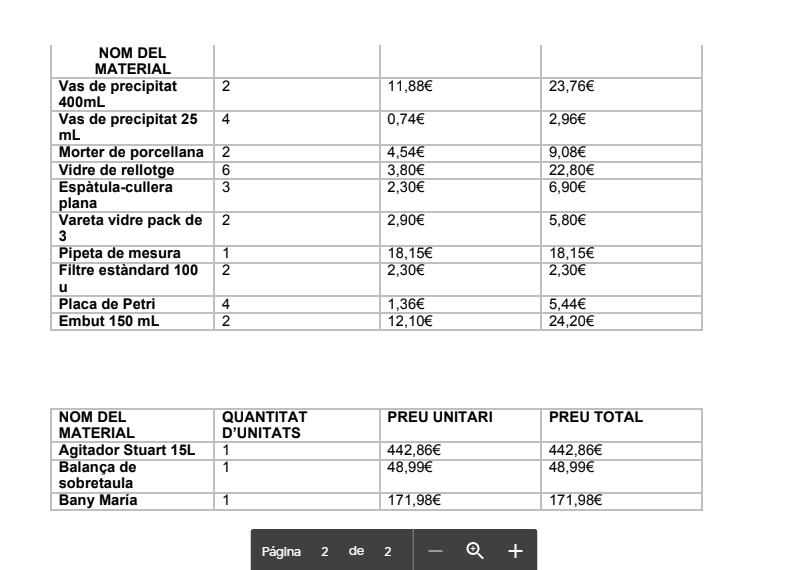 NOM DEL
MATERIAL
Vas de precipitat 2 11,88€ 23,76€
400mL
Vas de precipitat 25 4 0,74€ 2,96€
mL
Morter de porcellana 2 4,54€ 9,08€
Vidre de rellotge 6 3,80€ 22,80€
Espàtula-cullera 3 2,30€ 6,90€
plana
Vareta vidre pack de 2 2,90€ 5,80€
3
Pipeta de mesura 1 18,15€ 18,15€
Filtre estàndard 100 2 2,30€ 2,30€
u
Placa de Petri 4 1,36€ 5,44€
Embut 150 mL 2 12,10€ 24,20€
NOM DEL QUANTITAT PREU UNITARI PREU TOTAL
MATERIAL D’UNITATS
Agitador Stuart 15L 1 442,86€ 442,86€
Balança de 1 48,99€ 48,99€
sobretaula
Bany María 1 171,98€ 171,98€
Página 2 de 2